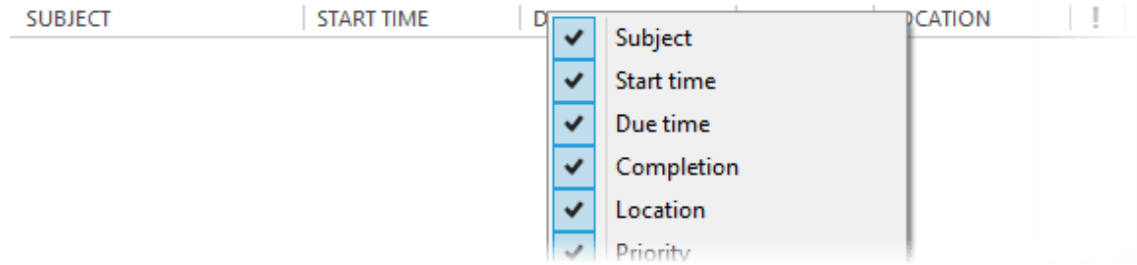 SUBJECT START TIME D OCATION !
Subject
Start time
Due time
Completion
Location
Priority